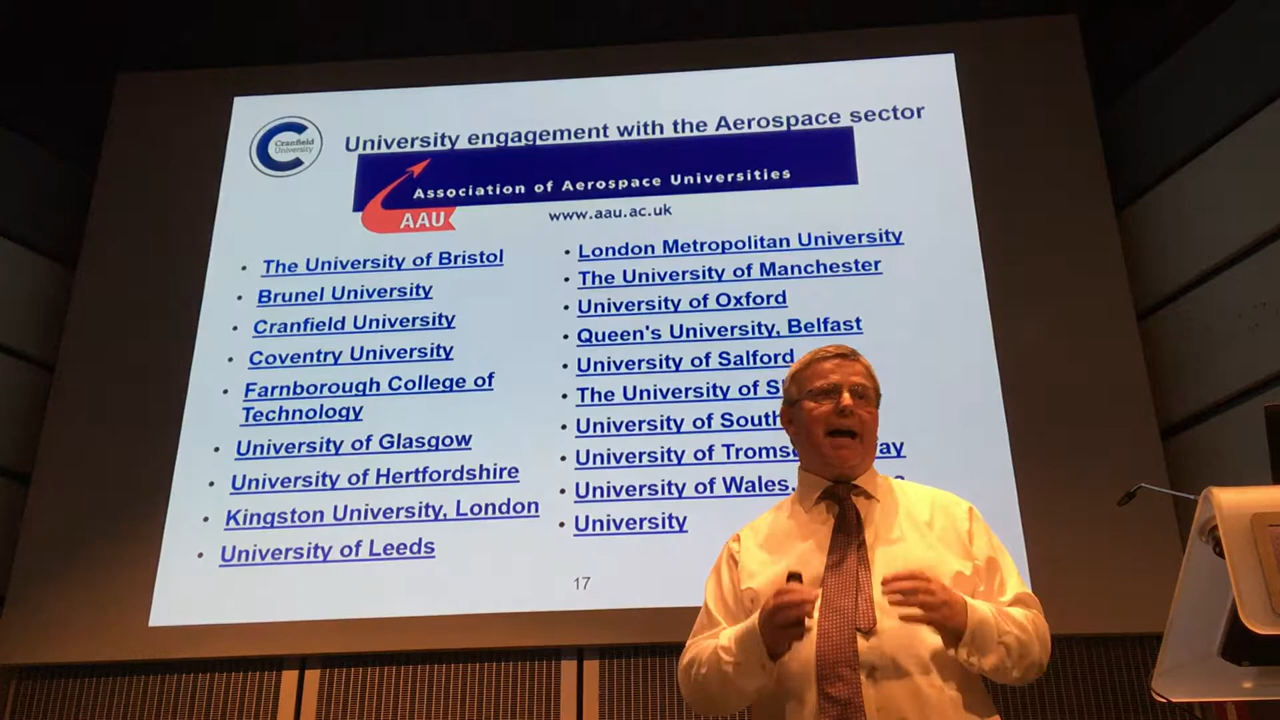 Cranfield
University
University engagement with the Aerospace sector
Association of Aerospace Universities
AAU
www.aau.ac.uk
• The University of Bristol
• Brunel University
• Cranfield University
• Coventry University
• Farnborough College of
Technology
• University of Glasgow
• University of Hertfordshire
• Kingston University, London
• University of Leeds
• London Metropolitan University
• The University of Manchester
• University of Oxford
• Queen's University, Belfast
• University of Salford
• The University of
• University of
• University of
• University of Wales,
• University
17